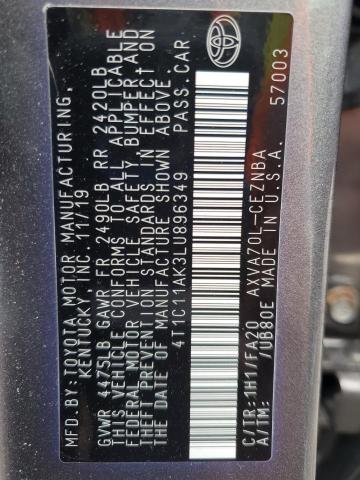 MFD. BY: TOYOTA MOTOR MANUFACTURING,
KENTUCKY, INC. 11/19
GVWR 4475LB GAWR FR 2490LB RR 2420LB
THIS VEHICLE CONFORMS TO ALL APPLICABLE
FEDERAL MOTOR VEHICLE SAFETY, BUMPER, AND
THEFT PREVENTION STANDARDS IN EFFECT ON
THE DATE OF MANUFACTURE SHOWN ABOVE.
4T1C11AK3LU896349 PASS. CAR
C/TR: 1H1/FA20 AXVA70L-CEZNBA
A/TM: /UB80E MADE IN U.S.A.
57003